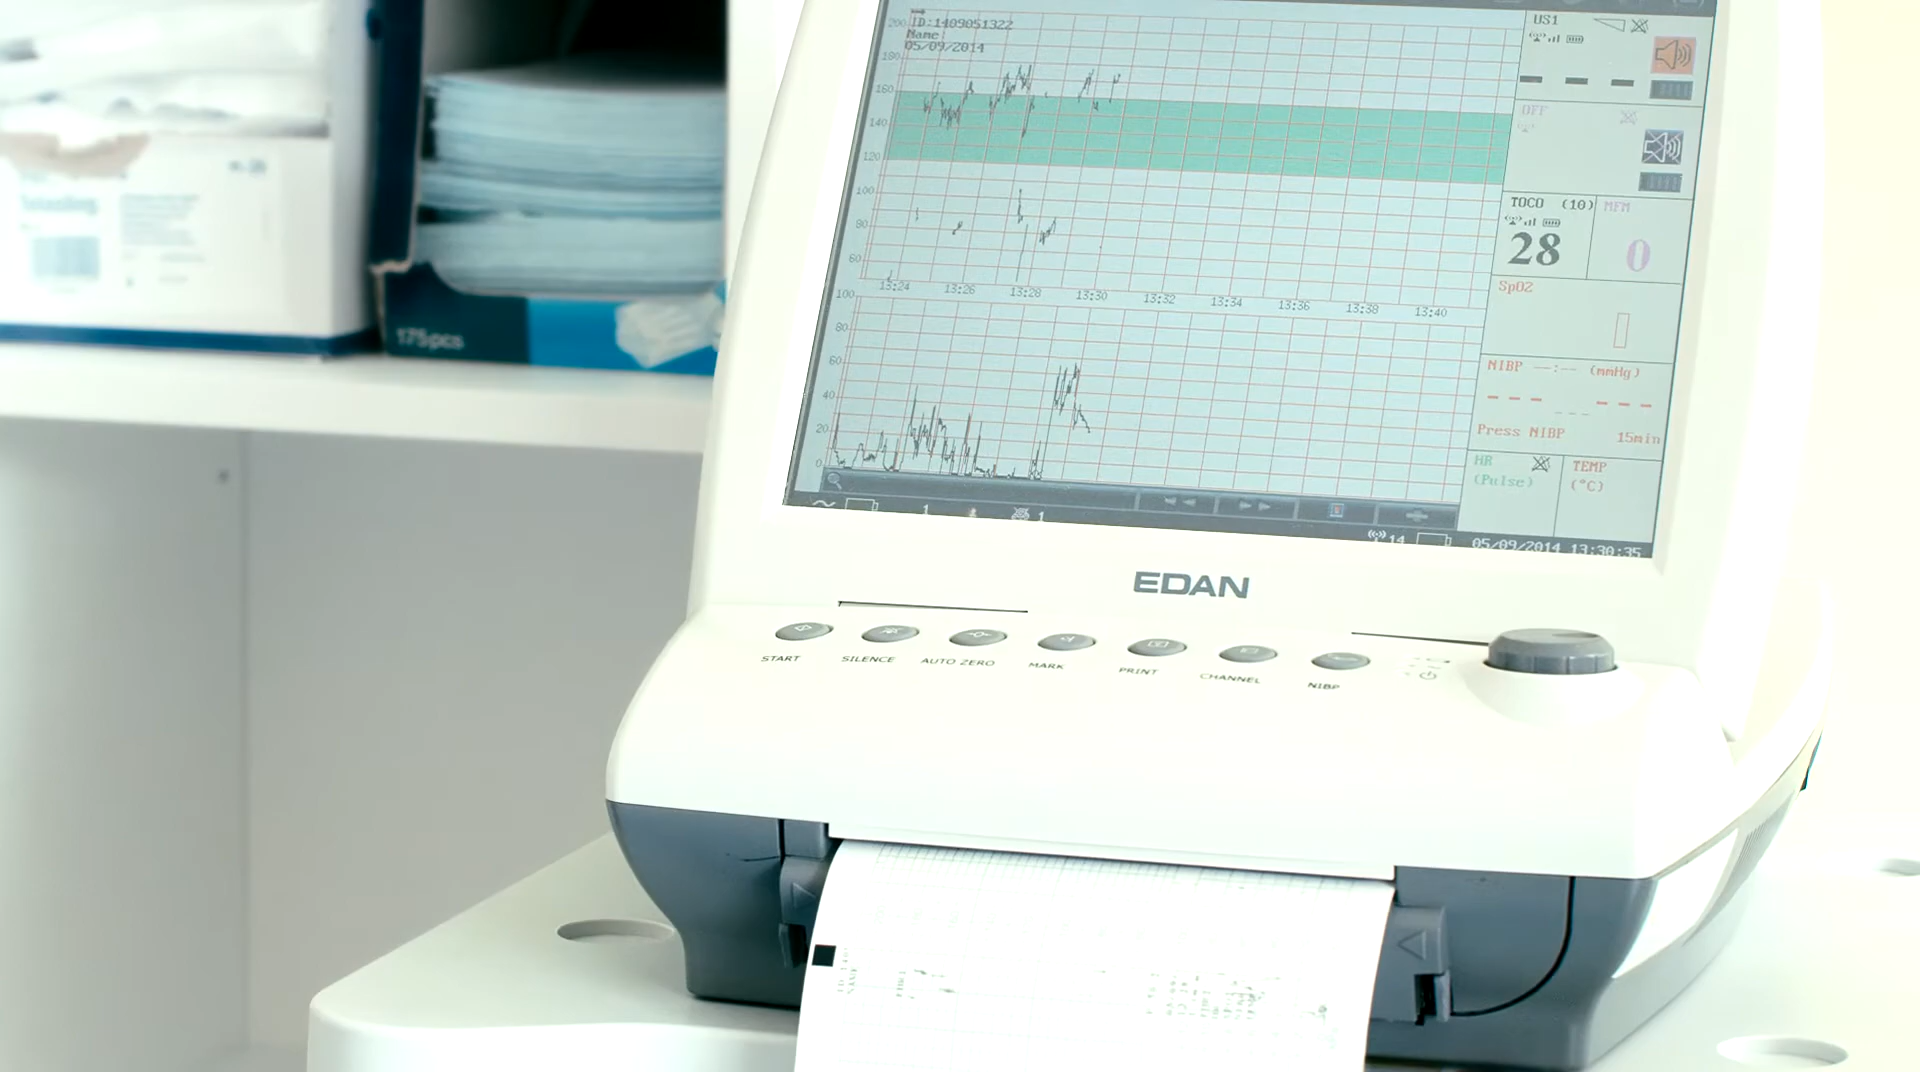 ID:1409051322
Name:
05/09/2014
200
180
160
140
120
100
80
60
13:24 13:26 13:28 13:30 13:32 13:34 13:36 13:38 13:40
100
80
60
40
20
0
US1
--- 
OFF
TOCO (10) MFM
28 0
SpO2
NIBP --:-- (mmHg)
--- --- ---
Press NIBP 15min
HR TEMP
(Pulse) (°C)
1 1
14 05/09/2014 13:30:35
EDAN
START SILENCE AUTO ZERO MARK PRINT CHANNEL NIBP
175pcs